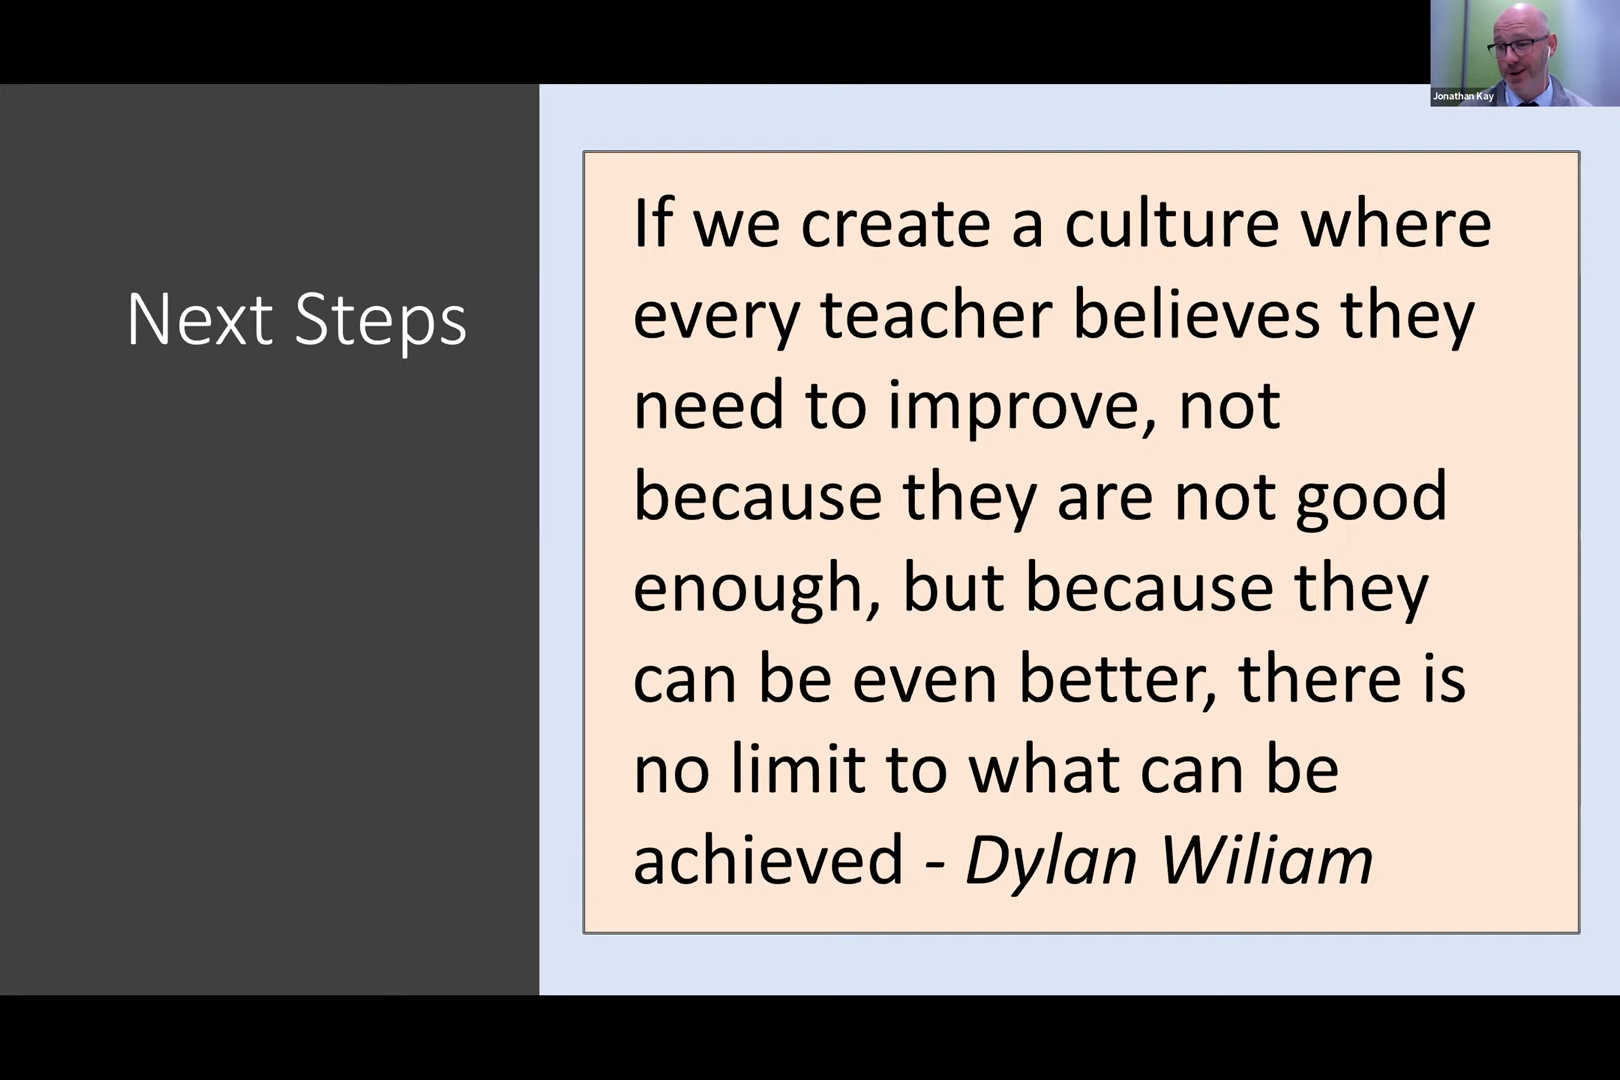 Jonathan Kay
Next Steps
If we create a culture where
every teacher believes they
need to improve, not
because they are not good
enough, but because they
can be even better, there is
no limit to what can be
achieved - Dylan Wiliam